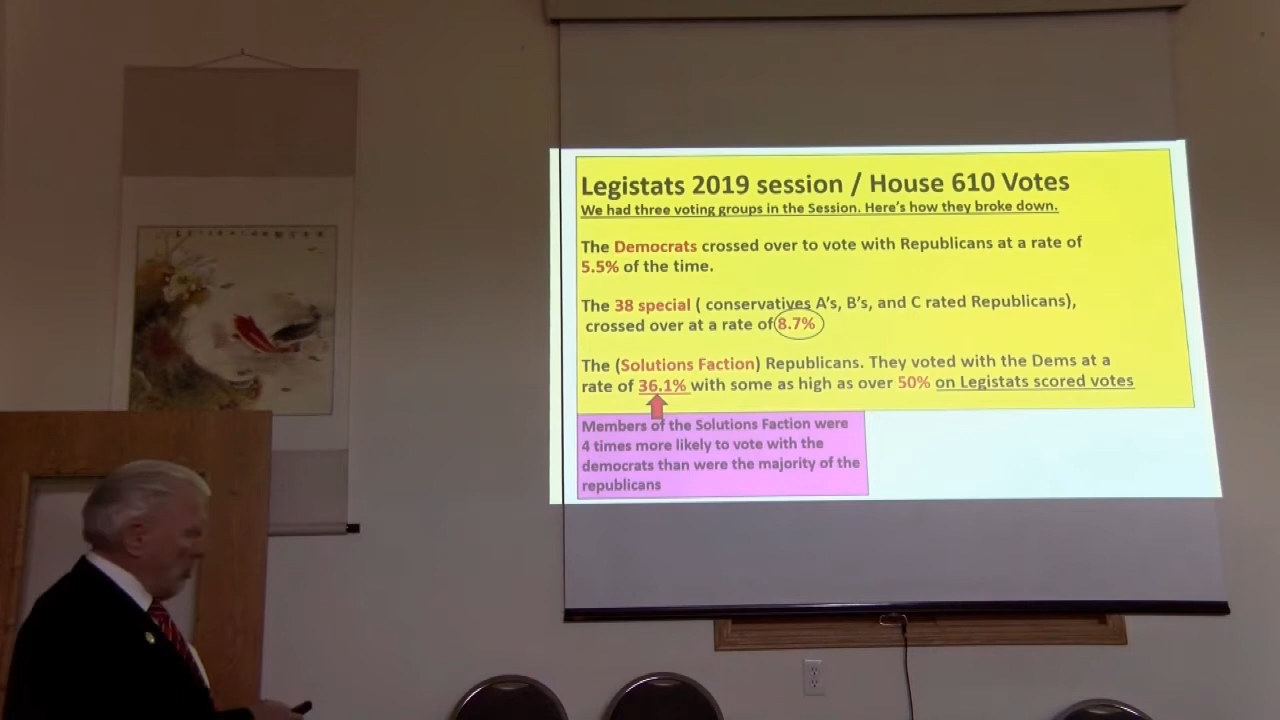 Legistats 2019 session / House 610 Votes
We had three voting groups in the Session. Here's how they broke down.
The Democrats crossed over to vote with Republicans at a rate of
5.5% of the time.
The 38 special ( conservatives A's, B's, and C rated Republicans),
crossed over at a rate of 8.7%
The (Solutions Faction) Republicans. They voted with the Dems at a
rate of 36.1% with some as high as over 50% on Legistats scored votes
Members of the Solutions Faction were
4 times more likely to vote with the
democrats than were the majority of the
republicans